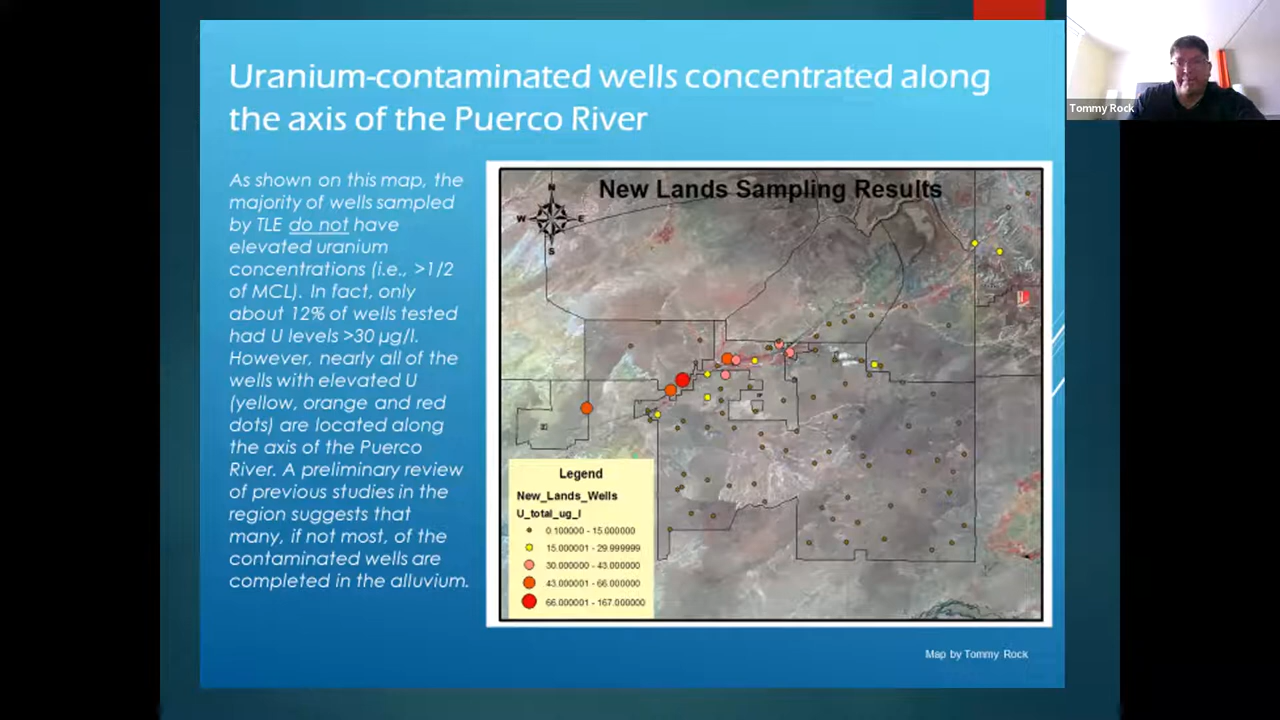 Uranium-contaminated wells concentrated along
the axis of the Puerco River
Tommy Rock
As shown on this map, the
majority of wells sampled
by TLE do not have
elevated uranium
concentrations (i.e., >1/2
of MCL). In fact, only
about 12% of wells tested
had U levels >30 µg/l.
However, nearly all of the
wells with elevated U
(yellow, orange and red
dots) are located along
the axis of the Puerco
River. A preliminary review
of previous studies in the
region suggests that
many, if not most, of the
contaminated wells are
completed in the alluvium.
New Lands Sampling Results
N
W E
S
Legend
New_Lands_Wells
U_total_ug_l
0.100000 - 15.000000
15.000001 - 29.999999
30.000000 - 43.000000
43.000001 - 66.000000
66.000001 - 167.000000
Map by Tommy Rock